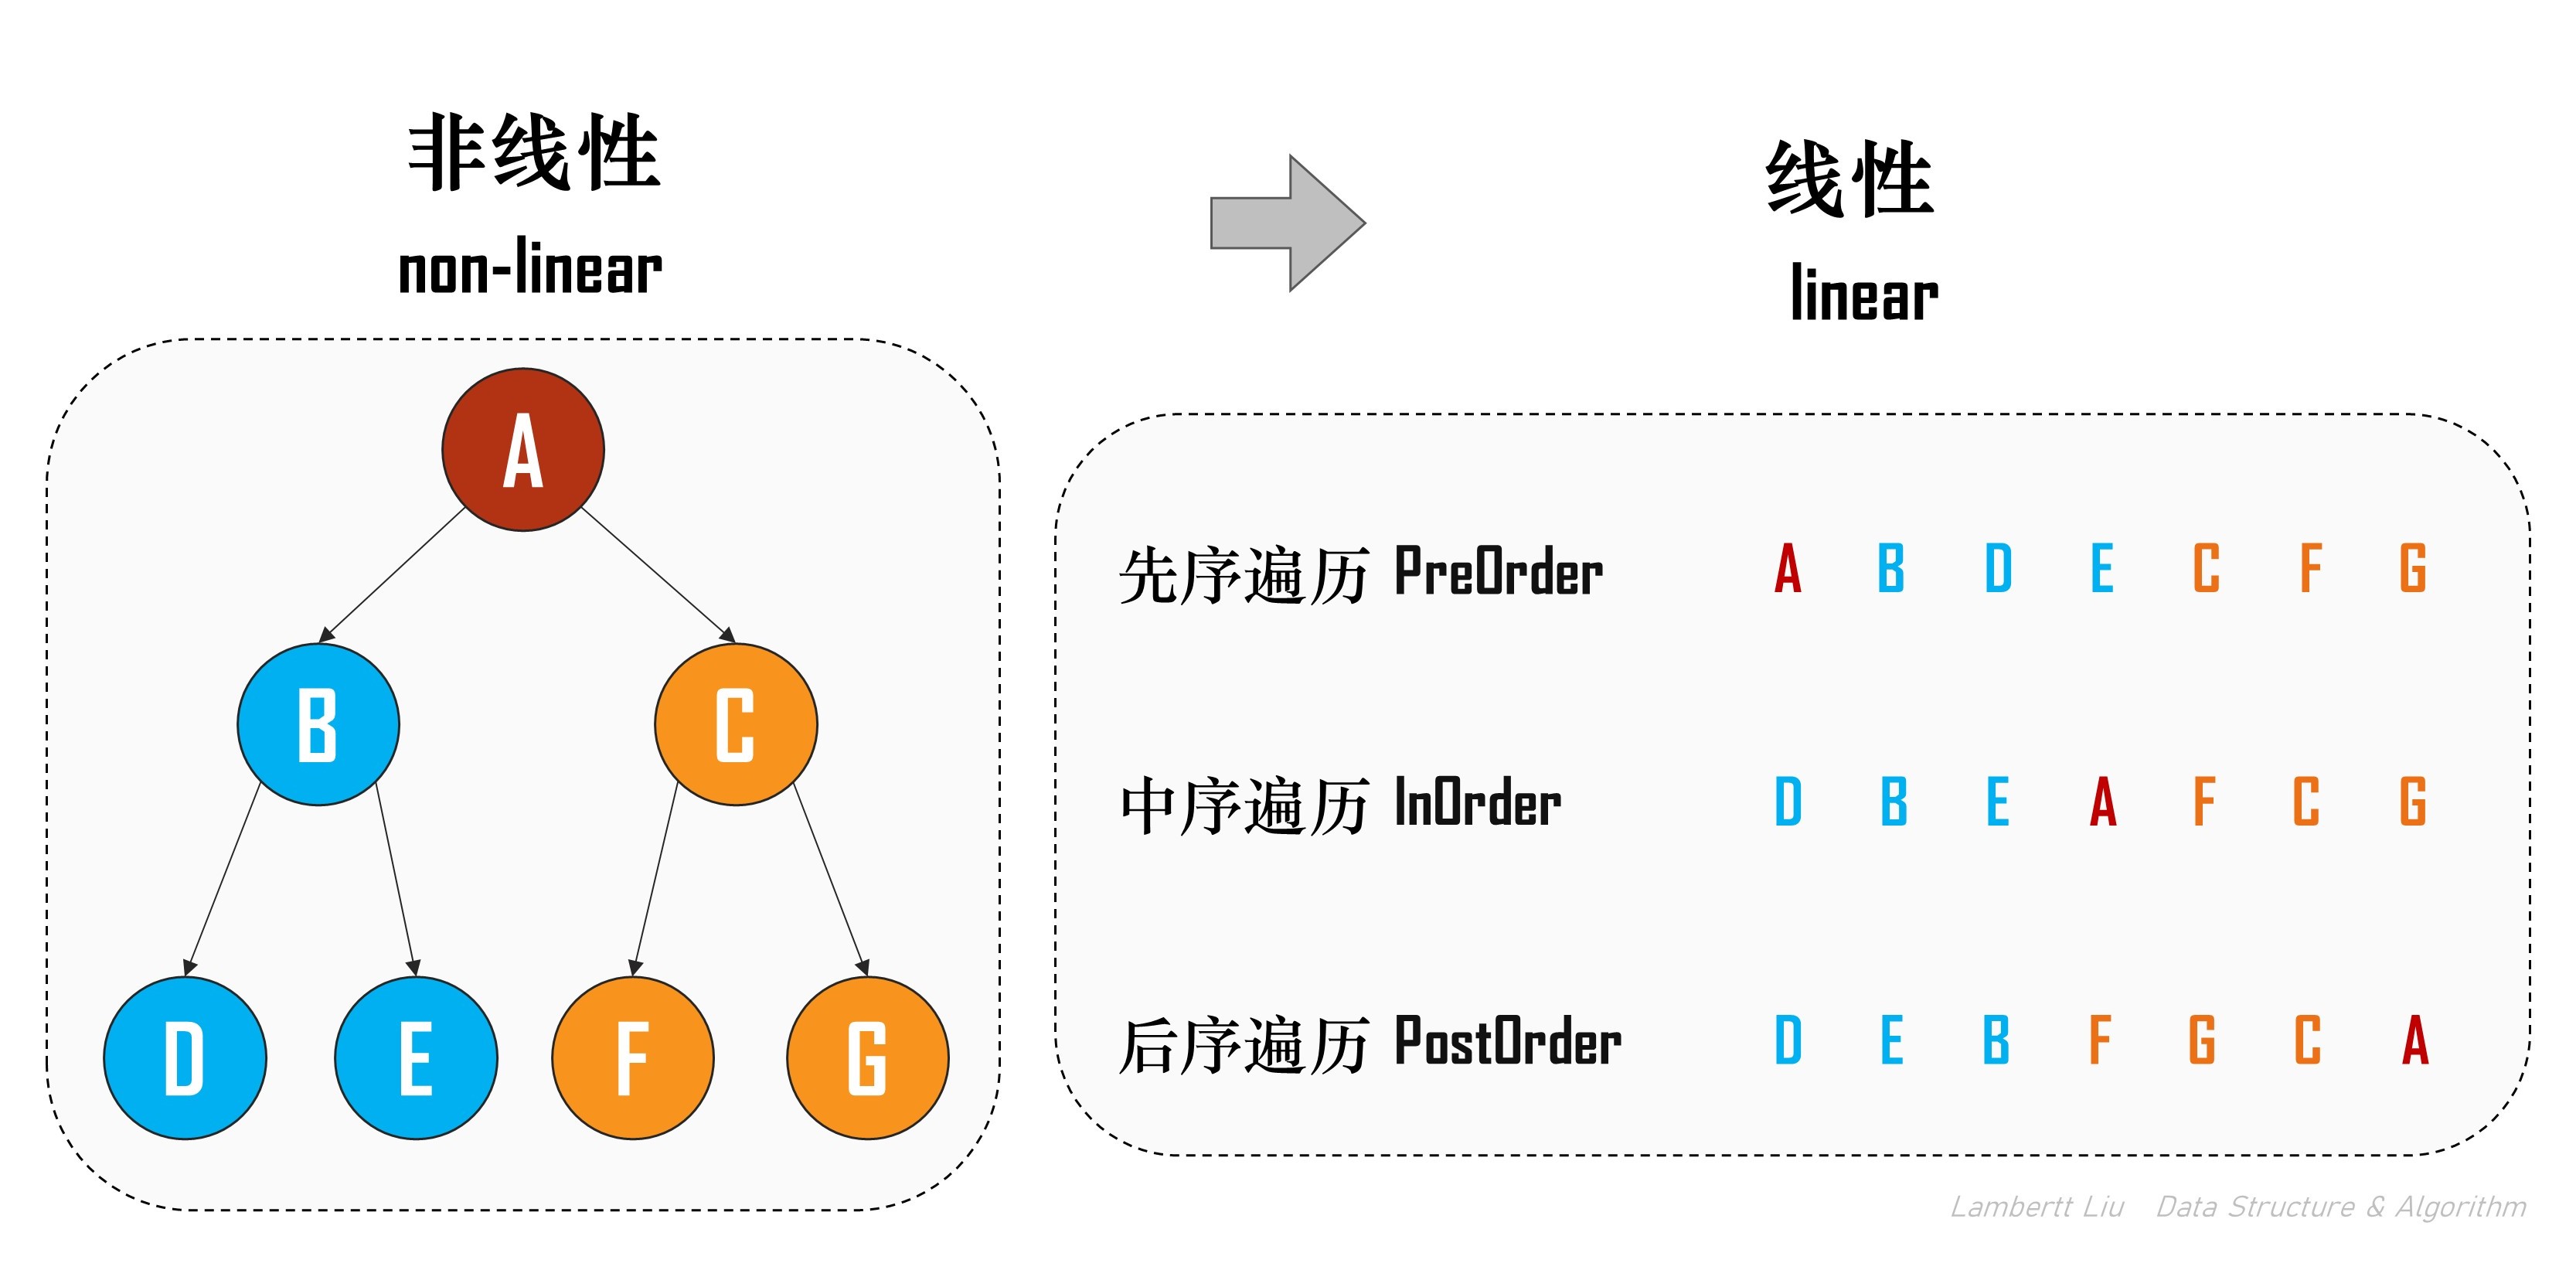 非线性
non-linear
线性
linear
A
B
C
D
E
F
G
先序遍历 PreOrder A B D E C F G
中序遍历 InOrder D B E A F C G
后序遍历 PostOrder D E B F G C A
Lambertt Liu Data Structure & Algorithm